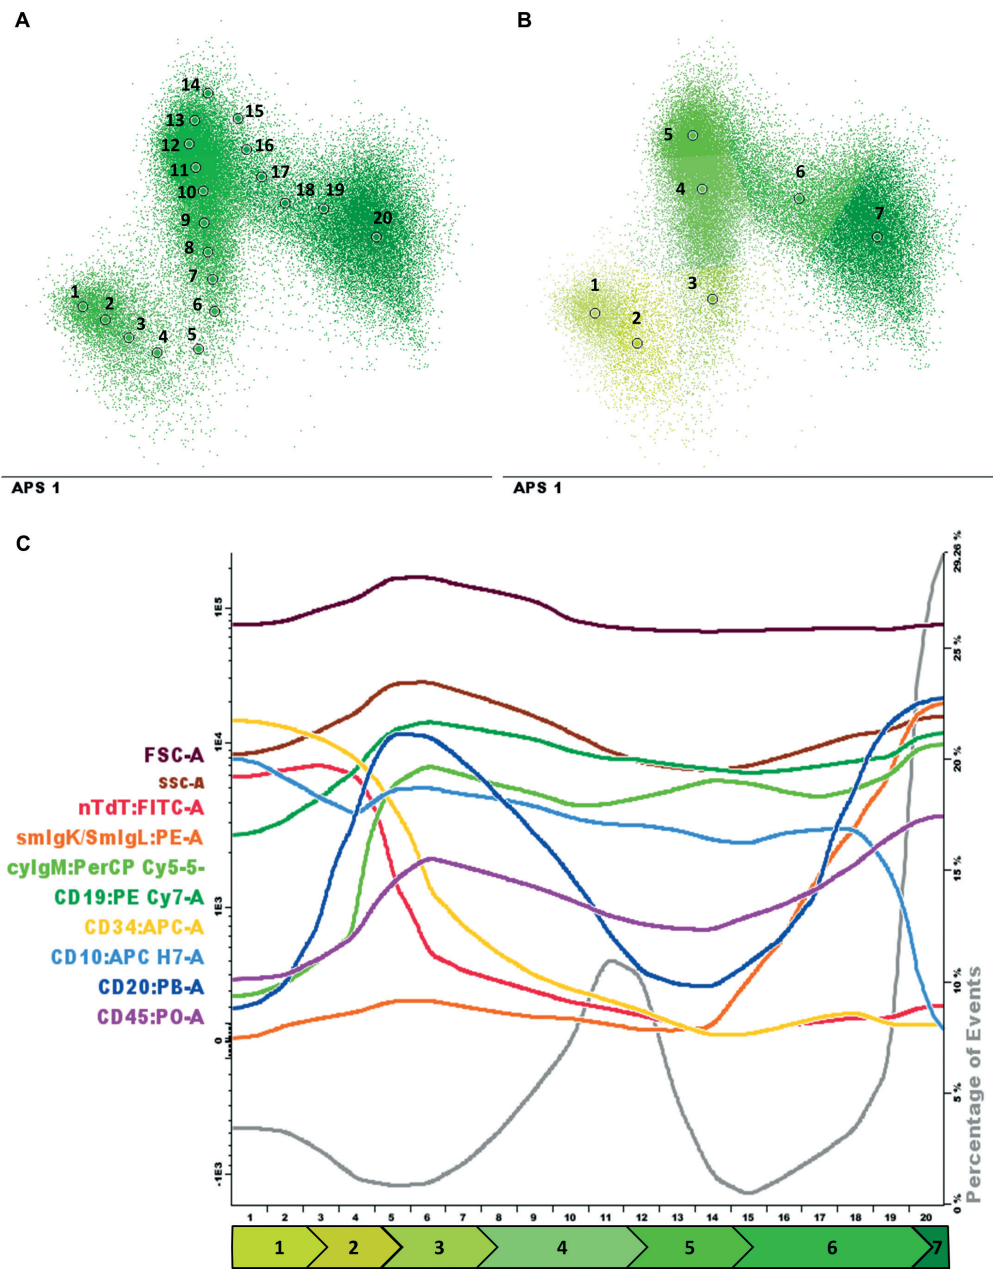 A
B
14
15
13
12
16
11
17
10
18
19
9
20
8
7
1
2
6
3
4
5
5
4
6
7
3
1
2
APS 1
APS 1
C
29.26 %
25 %
20 %
15 %
10 %
5 %
0 %
Percentage of Events
1E5
1E4
1E3
0
-1E3
FSC-A
SSC-A
nTdT:FITC-A
smIgK/SmIgL:PE-A
cyIgM:PerCP Cy5-5-
CD19:PE Cy7-A
CD34:APC-A
CD10:APC H7-A
CD20:PB-A
CD45:PO-A
1 2 3 4 5 6 7 8 9 10 11 12 13 14 15 16 17 18 19 20
1 2 3 4 5 6 7